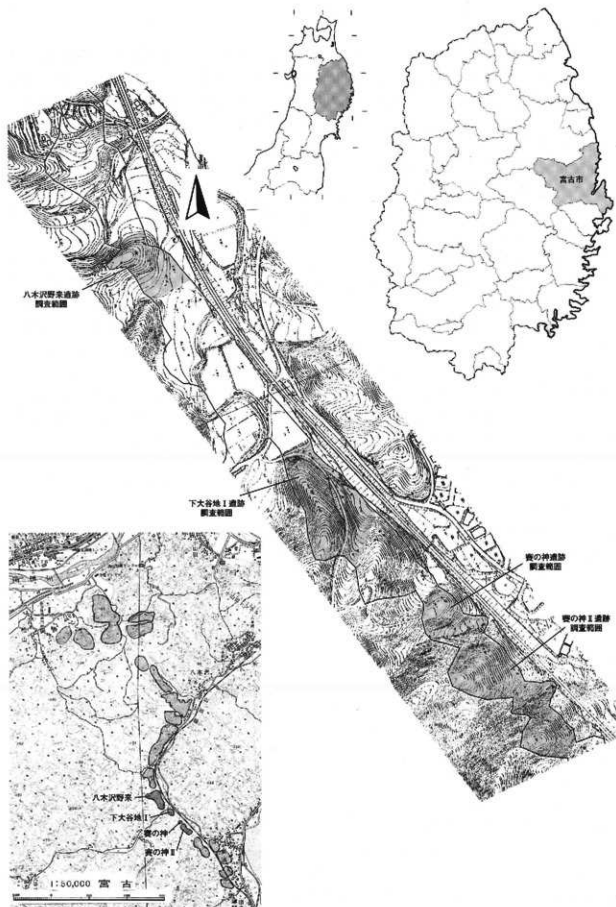 宮古市
八木沢野来遺跡
調査範囲
下大谷地Ⅰ遺跡
調査範囲
賽の神遺跡
調査範囲
賽の神Ⅱ遺跡
調査範囲
八木沢
八木沢野来
下大谷地Ⅰ
賽の神
賽の神Ⅱ
1:50,000 宮古